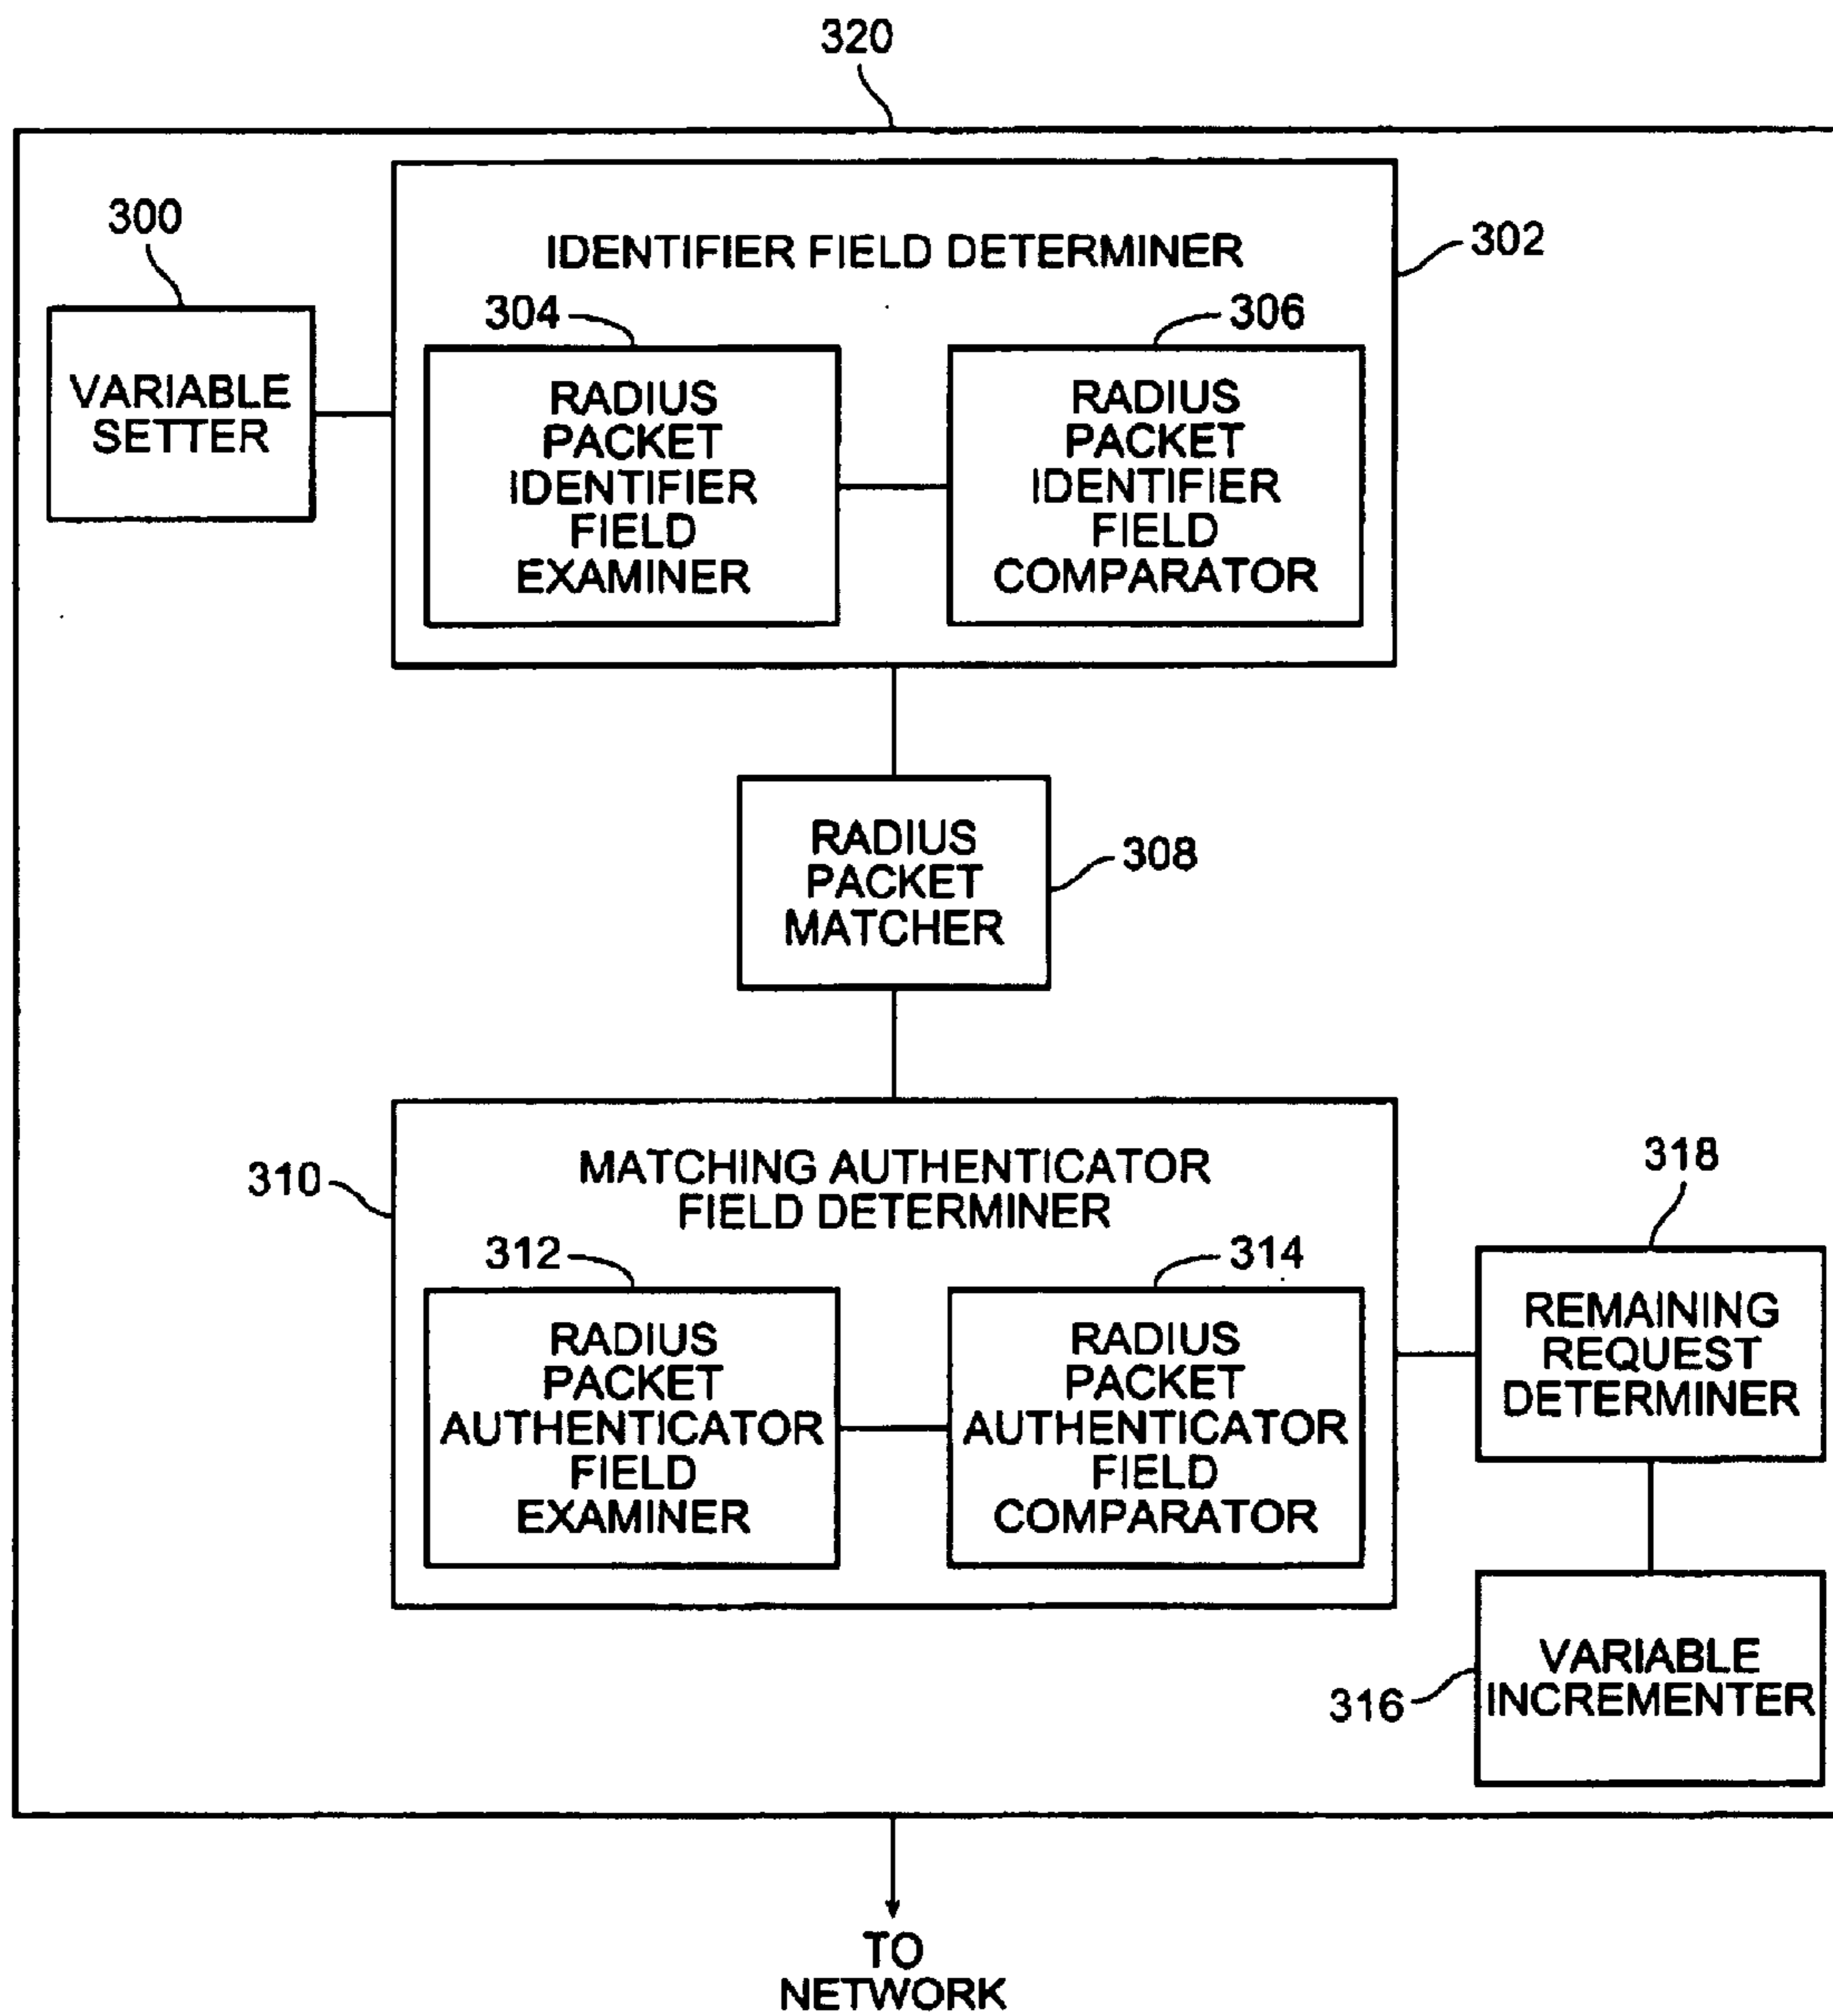 320
300
IDENTIFIER FIELD DETERMINER
302
304
306
VARIABLE
SETTER
RADIUS
PACKET
IDENTIFIER
FIELD
EXAMINER
RADIUS
PACKET
IDENTIFIER
FIELD
COMPARATOR
RADIUS
PACKET
MATCHER
308
310
MATCHING AUTHENTICATOR
FIELD DETERMINER
312
314
RADIUS
PACKET
AUTHENTICATOR
FIELD
EXAMINER
RADIUS
PACKET
AUTHENTICATOR
FIELD
COMPARATOR
318
REMAINING
REQUEST
DETERMINER
316
VARIABLE
INCREMENTER
TO
NETWORK